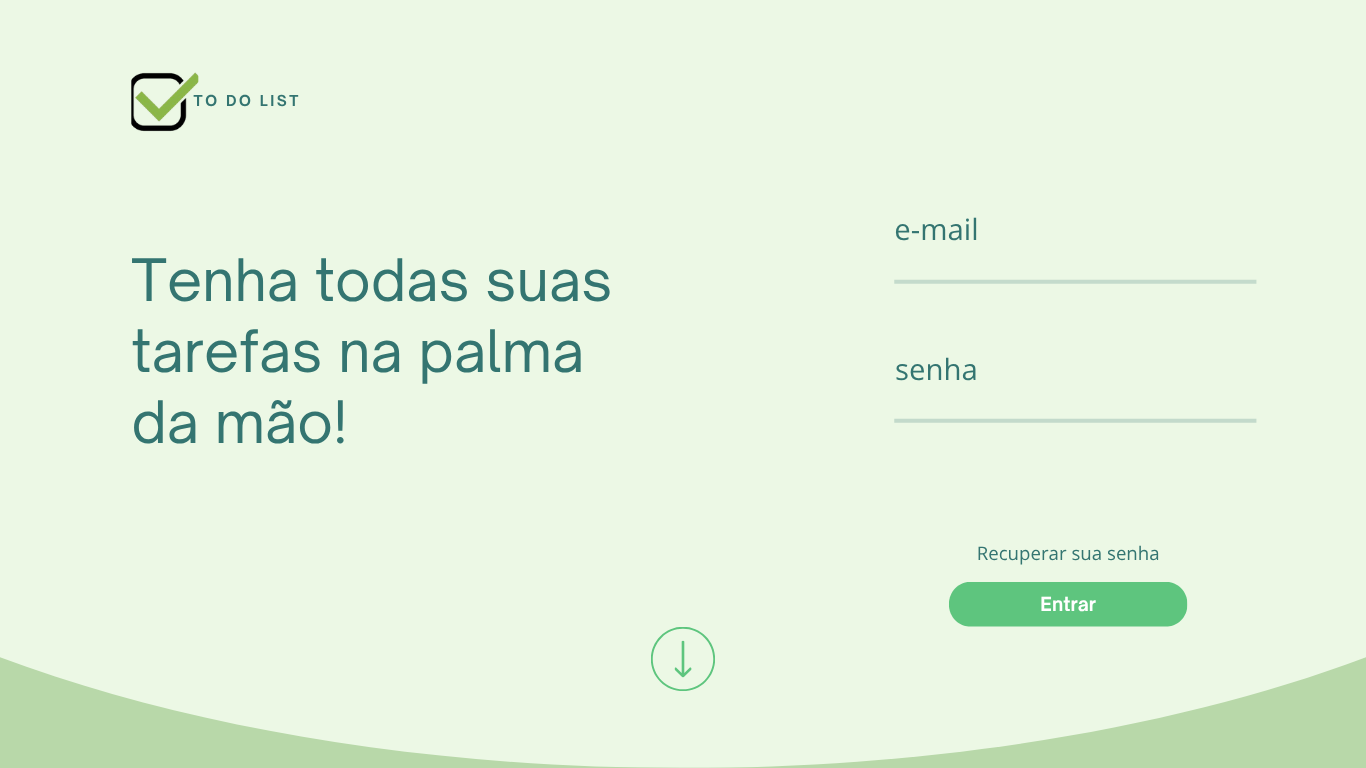 TO DO LIST
Tenha todas suas
tarefas na palma
da mão!
e-mail
senha
Recuperar sua senha
Entrar